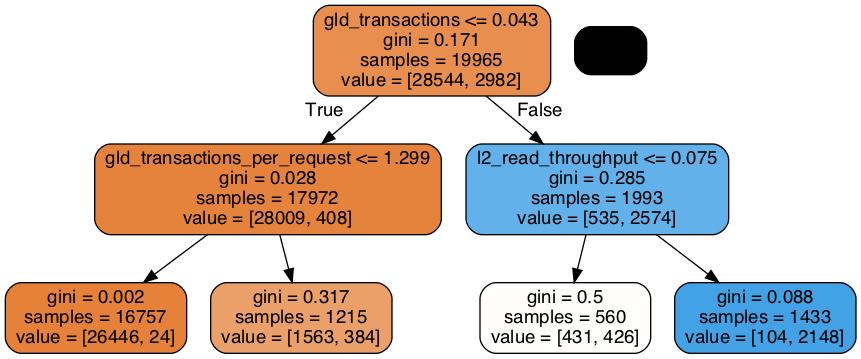 gld_transactions <= 0.043
gini = 0.171
samples = 19965
value = [28544, 2982]
True
False
gld_transactions_per_request <= 1.299
gini = 0.028
samples = 17972
value = [28009, 408]
l2_read_throughput <= 0.075
gini = 0.285
samples = 1993
value = [535, 2574]
gini = 0.002
samples = 16757
value = [26446, 24]
gini = 0.317
samples = 1215
value = [1563, 384]
gini = 0.5
samples = 560
value = [431, 426]
gini = 0.088
samples = 1433
value = [104, 2148]